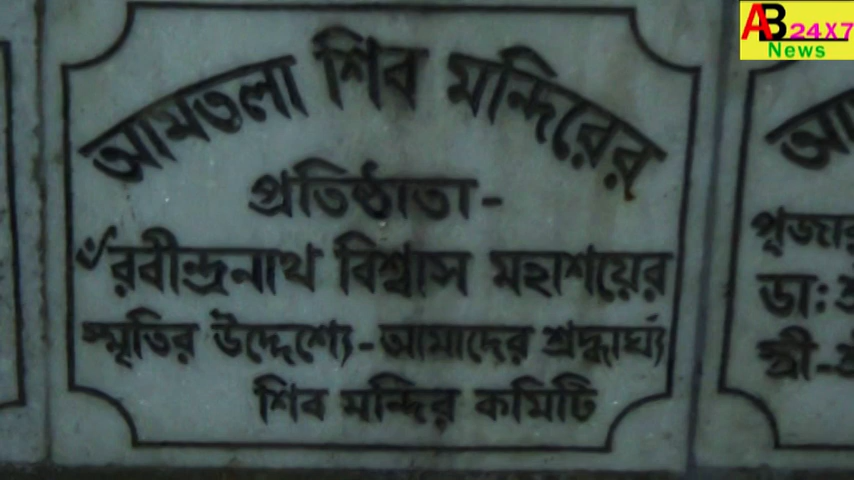 AB 24X7
News
আমতলা শিব মন্দিরের
প্রতিষ্ঠাতা-
ঁরবীন্দ্রনাথ বিশ্বাস মহাশয়ের
স্মৃতির উদ্দেশ্যে-আমাদের শ্রদ্ধার্ঘ্য
শিব মন্দির কমিটি
ডাঃ
শ্রী-